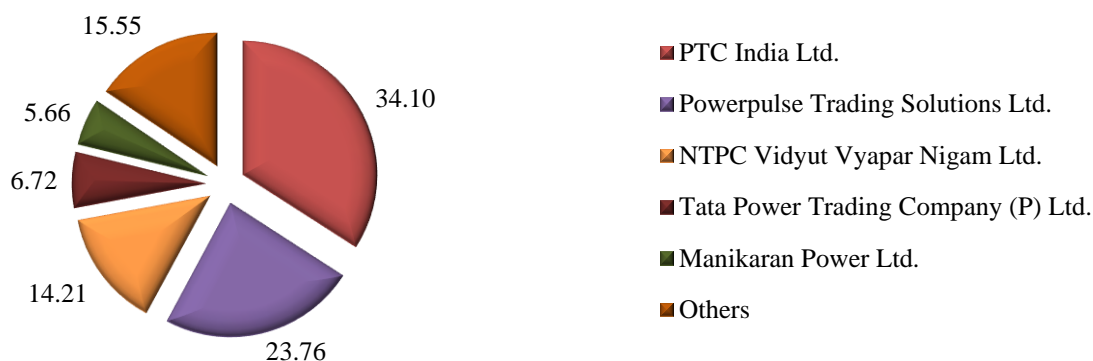 15.55
34.10
5.66
6.72
14.21
23.76
PTC India Ltd.
Powerpulse Trading Solutions Ltd.
NTPC Vidyut Vyapar Nigam Ltd.
Tata Power Trading Company (P) Ltd.
Manikaran Power Ltd.
Others